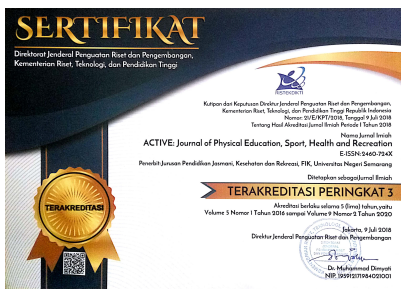 SERTIFIKAT
Direktorat Jenderal Penguatan Riset dan Pengembangan,
Kementerian Riset, Teknologi, dan Pendidikan Tinggi
RISTEKDIKTI
Kutipan dari Keputusan Direktur Jenderal Penguatan Riset dan Pengembangan,
Kementerian Riset, Teknologi, dan Pendidikan Tinggi Republik Indonesia
Nomor: 21/E/KPT/2018, Tanggal 9 Juli 2018
Tentang Hasil Akreditasi Jurnal Ilmiah Periode 1 Tahun 2018
Nama Jurnal Ilmiah
ACTIVE: Journal of Physical Education, Sport, Health and Recreation
E-ISSN:2460-724X
Penerbit:Jurusan Pendidikan Jasmani, Kesehatan dan Rekreasi, FIK, Universitas Negeri Semarang
Ditetapkan sebagaiJurnal Ilmiah
TERAKREDITASI PERINGKAT 3
TERAKREDITASI
Akreditasi berlaku selama 5 (lima) tahun, yaitu
Volume 5 Nomor 1 Tahun 2016 sampai Volume 9 Nomor 2 Tahun 2020
Jakarta, 9 Juli 2018
Direktur Jenderal Penguatan Riset dan Pengembangan
Dr. Muhammad Dimyati
NIP. 195912171984021001